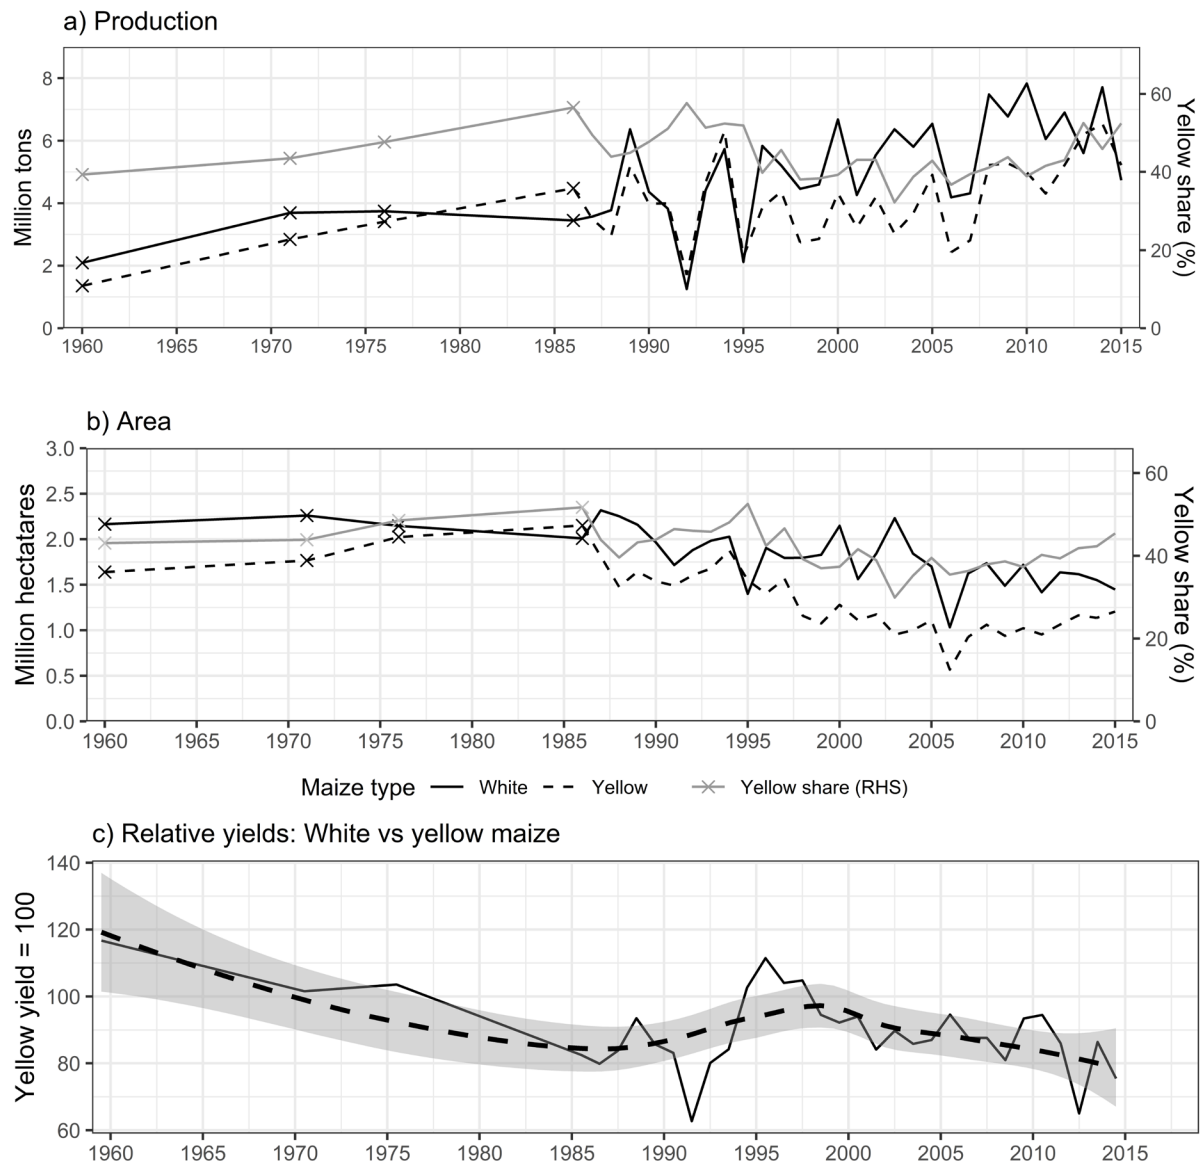 a) Production
8
6
4
2
0
Million tons
60
40
20
0
Yellow share (%)
1960 1965 1970 1975 1980 1985 1990 1995 2000 2005 2010 2015
b) Area
3.0
2.5
2.0
1.5
1.0
0.5
0.0
Million hectatares
60
40
20
0
Yellow share (%)
1960 1965 1970 1975 1980 1985 1990 1995 2000 2005 2010 2015
Maize type White Yellow Yellow share (RHS)
c) Relative yields: White vs yellow maize
140
120
100
80
60
Yellow yield = 100
1960 1965 1970 1975 1980 1985 1990 1995 2000 2005 2010 2015